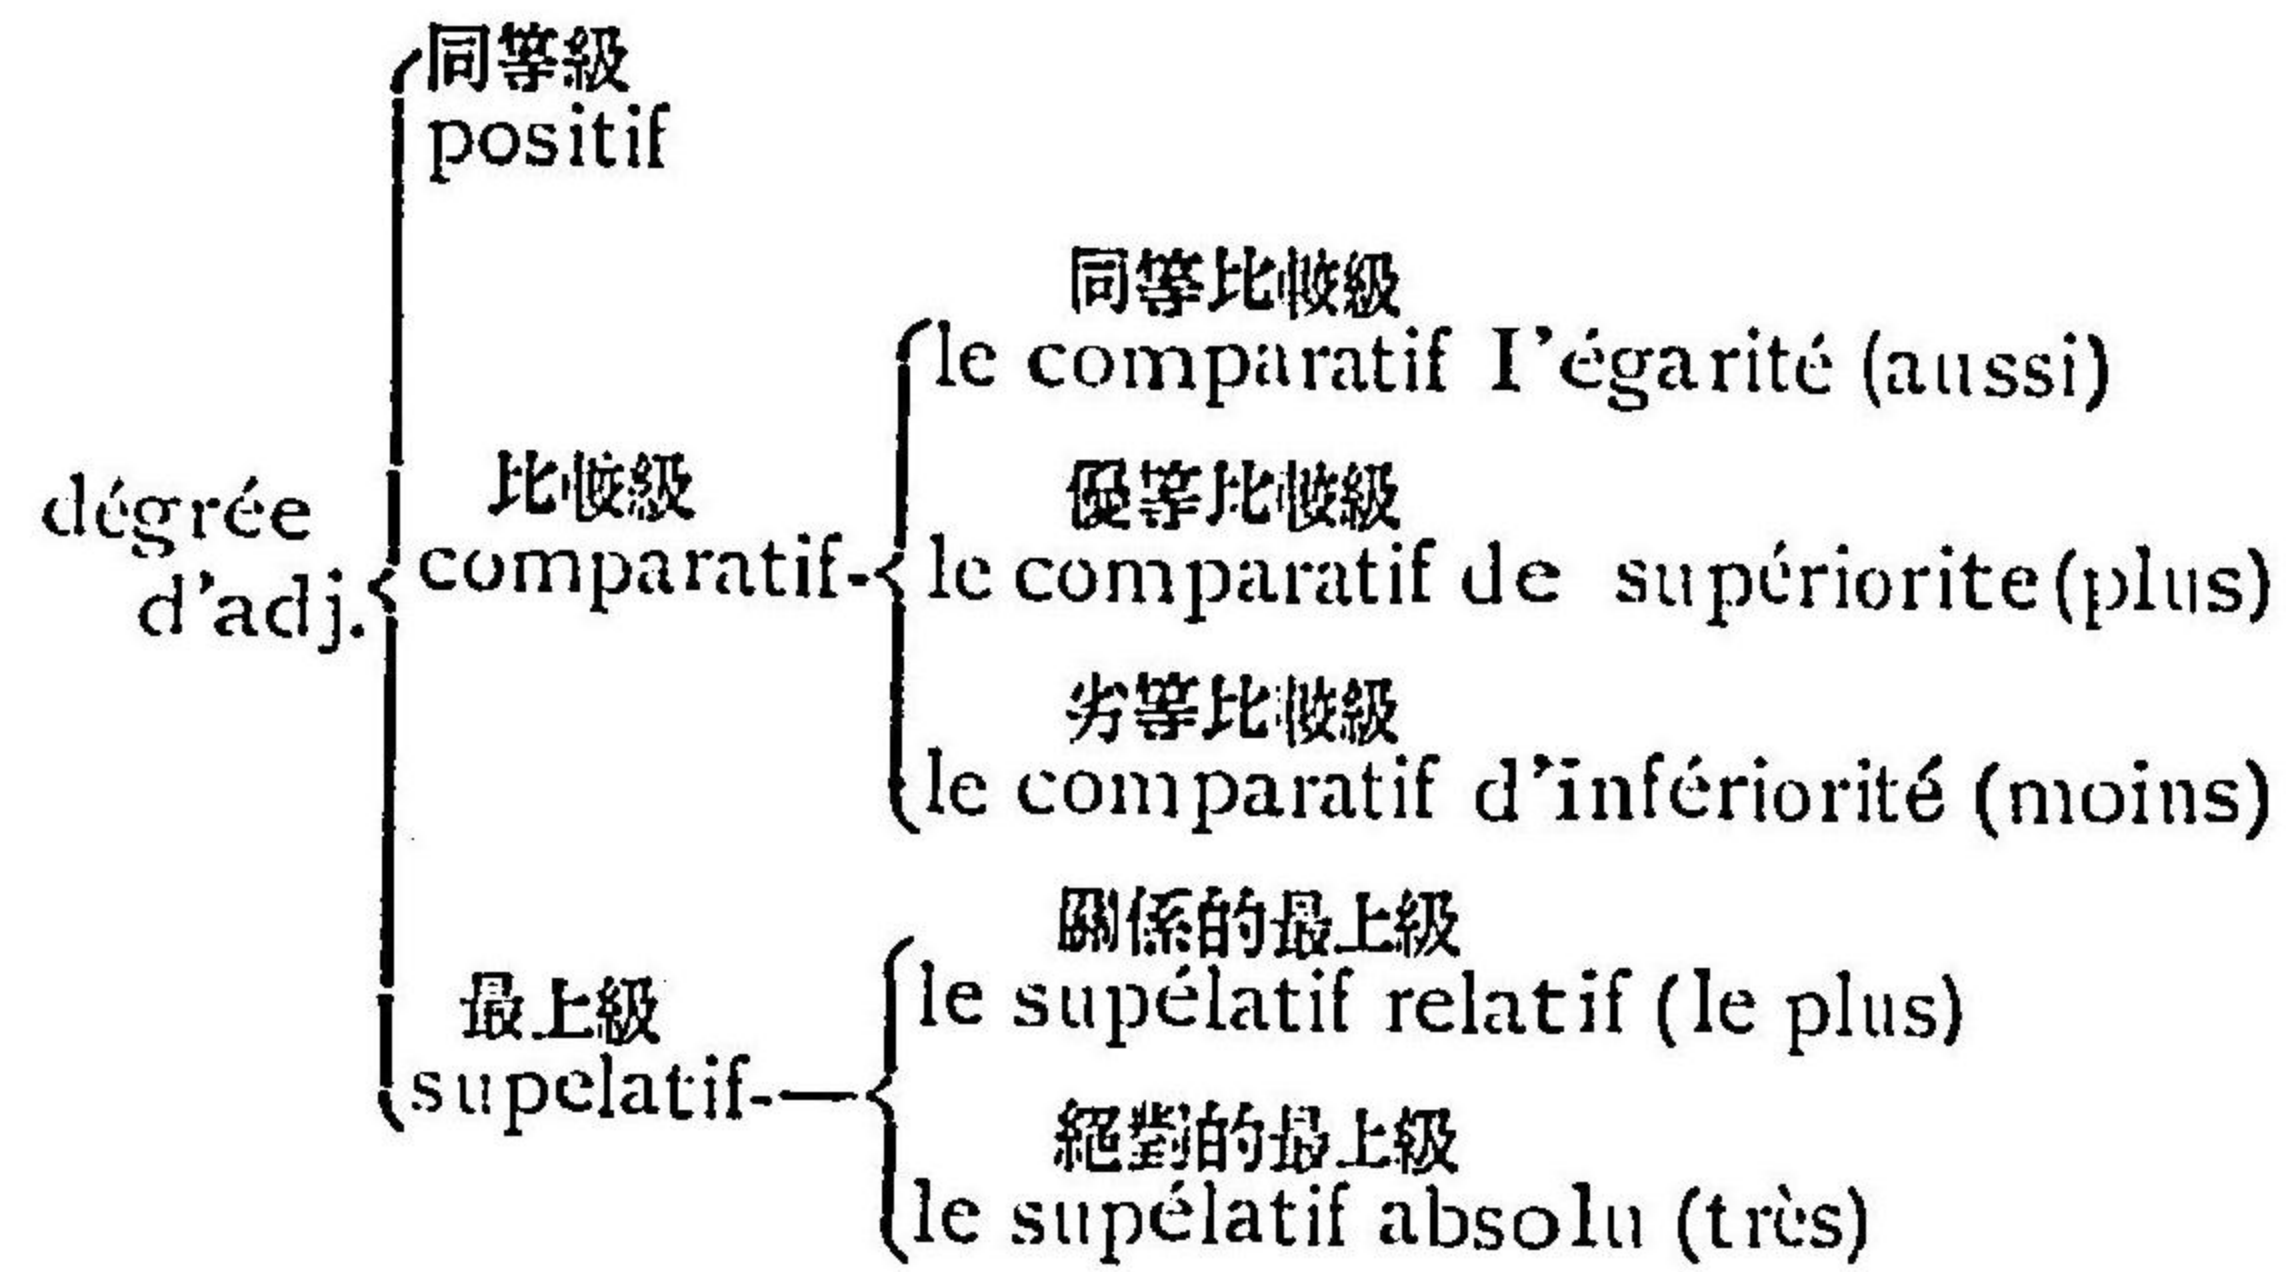 dégrée
d'adj.
同等級
positif
比較級
comparatif
同等比較級
le comparatif I'égarité (aussi)
優等比較級
le comparatif de supériorite (plus)
劣等比較級
le comparatif d'infériorité (moins)
最上級
supelatif
關係的最上級
le supélatif relatif (le plus)
絕對的最上級
le supélatif absolu (très)